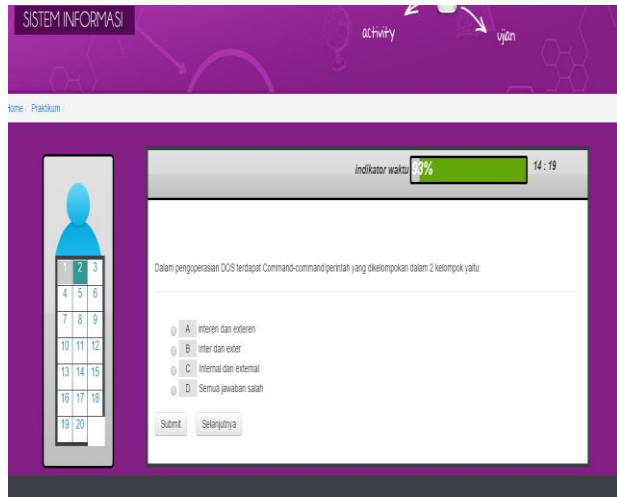 SISTEM INFORMASI
activity
ujian
Home / Praktikum /
indikator waktu 93% 14 : 19
1 2 3
4 5 6
7 8 9
10 11 12
13 14 15
16 17 18
19 20
Dalam pengoperasian DOS terdapat Command-command/perintah yang dikelompokan dalam 2 kelompok yaitu:
A Interen dan exteren
B Inter dan exter
C Internal dan external
D Semua jawaban salah
Submit Selanjutnya